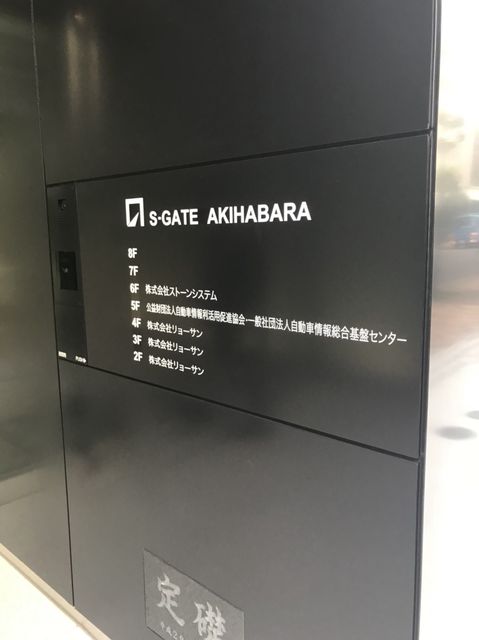 S-GATE AKIHABARA
8F
7F
6F 株式会社ストーンシステム
5F 公益財団法人自動車情報利活用促進協会・一般社団法人自動車情報総合基盤センター
4F 株式会社リョーサン
3F 株式会社リョーサン
2F 株式会社リョーサン
定礎